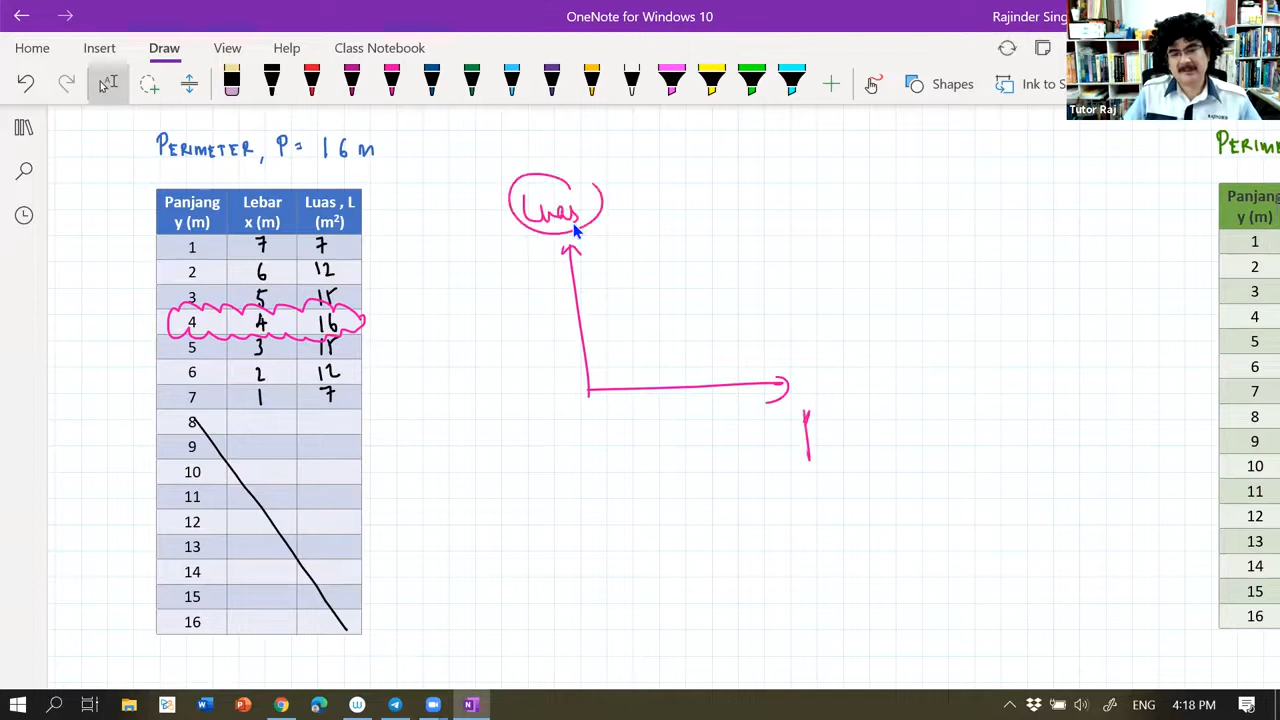 OneNote for Windows 10
Rajinder Sing
Home Insert Draw View Help Class Notebook
Shapes
Ink to S
Tutor Raj
PERIMETER, P = 16 m
Panjang y (m) Lebar x (m) Luas , L (m²)
1 7 7
2 6 12
3 5 15
4 4 16
5 3 15
6 2 12
7 1 7
8
9
10
11
12
13
14
15
16
Luas
PERIME
Panjang
y (m)
1
2
3
4
5
6
7
8
9
10
11
12
13
14
15
16
ENG 4:18 PM